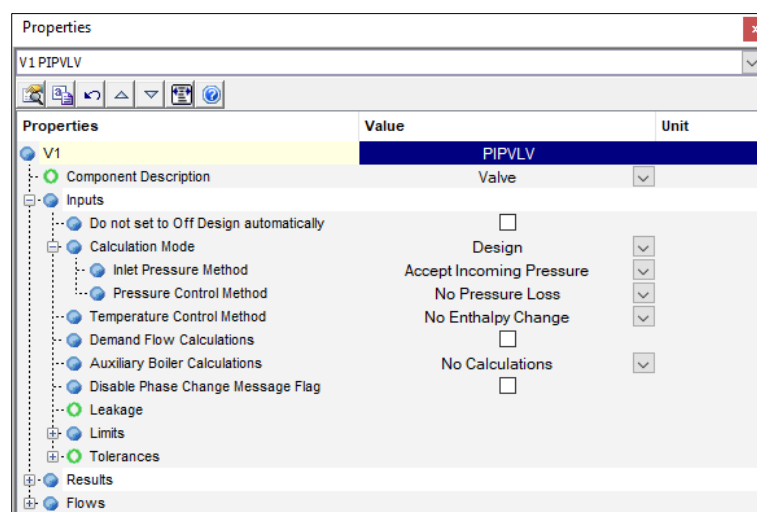 Properties
V1 PIPVLV
Properties Value Unit
V1 PIPVLV
Component Description Valve
Inputs
Do not set to Off Design automatically
Calculation Mode Design
Inlet Pressure Method Accept Incoming Pressure
Pressure Control Method No Pressure Loss
Temperature Control Method No Enthalpy Change
Demand Flow Calculations
Auxiliary Boiler Calculations No Calculations
Disable Phase Change Message Flag
Leakage
Limits
Tolerances
Results
Flows